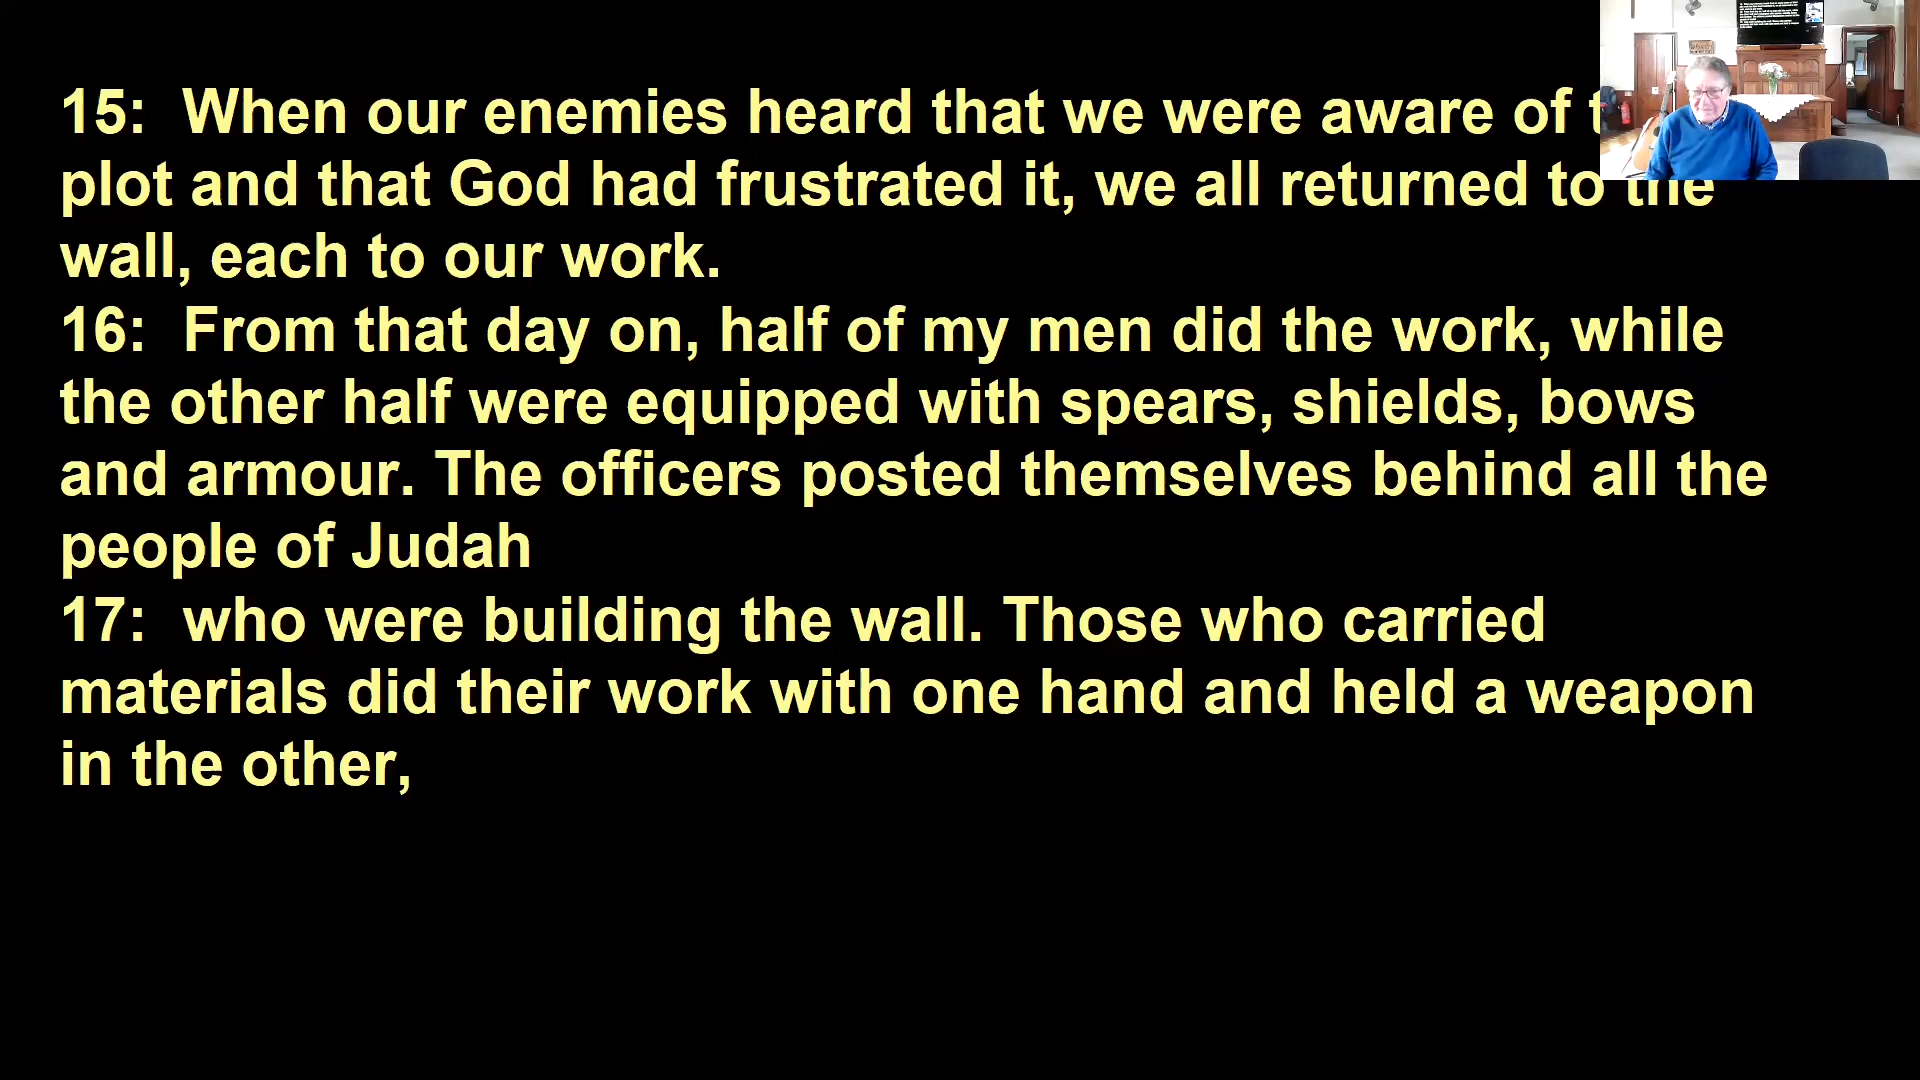 15: When our enemies heard that we were aware of
plot and that God had frustrated it, we all returned to the
wall, each to our work.
16: From that day on, half of my men did the work, while
the other half were equipped with spears, shields, bows
and armour. The officers posted themselves behind all the
people of Judah
17: who were building the wall. Those who carried
materials did their work with one hand and held a weapon
in the other,